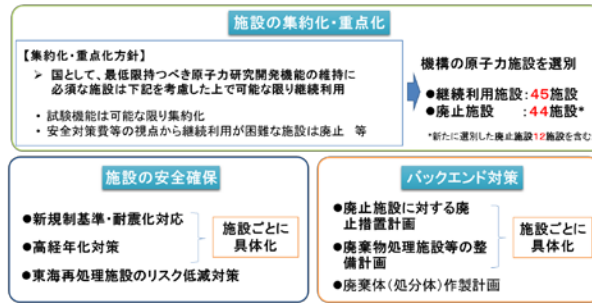 施設の集約化・重点化
【集約化・重点化方針】
➢ 国として、最低限持つべき原子力研究開発機能の維持に
必須な施設は下記を考慮した上で可能な限り継続利用
・試験機能は可能な限り集約化
・安全対策費等の視点から継続利用が困難な施設は廃止 等
機構の原子力施設を選別
●継続利用施設:45施設
●廃止施設 :44施設*
*新たに選別した廃止施設12施設を含む
施設の安全確保
●新規制基準・耐震化対応
●高経年化対策
●東海再処理施設のリスク低減対策
施設ごとに
具体化
バックエンド対策
●廃止施設に対する廃
止措置計画
●廃棄物処理施設等の整
備計画
●廃棄体(処分体)作製計画
施設ごとに
具体化